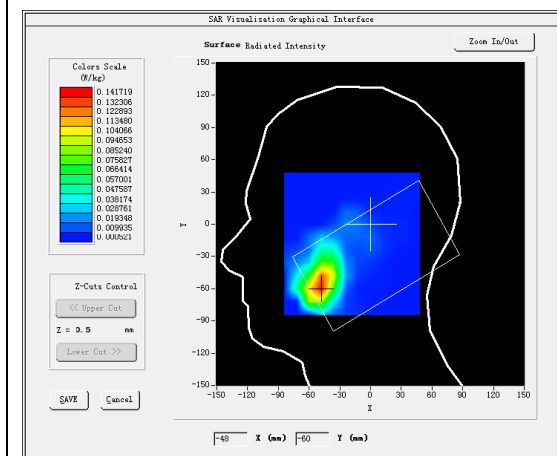 SAR Visualisation Graphical Interface
Surface Radiated Intensity
Zoom In/Out
Colors Scale
(W/kg)
0.141719
0.132306
0.122893
0.113480
0.104066
0.094653
0.085240
0.075827
0.066414
0.057001
0.047587
0.038174
0.028761
0.019348
0.009935
0.000521
Z-Cuts Control
<< Upper Cut
Z = 0.5 mm
Lower Cut >>
SAVE Cancel
150
120
90
60
30
0
-30
-60
-90
-120
-150
Y
-150 -120 -90 -60 -30 0 30 60 90 120 150
X
-48 X (mm) -60 Y (mm)